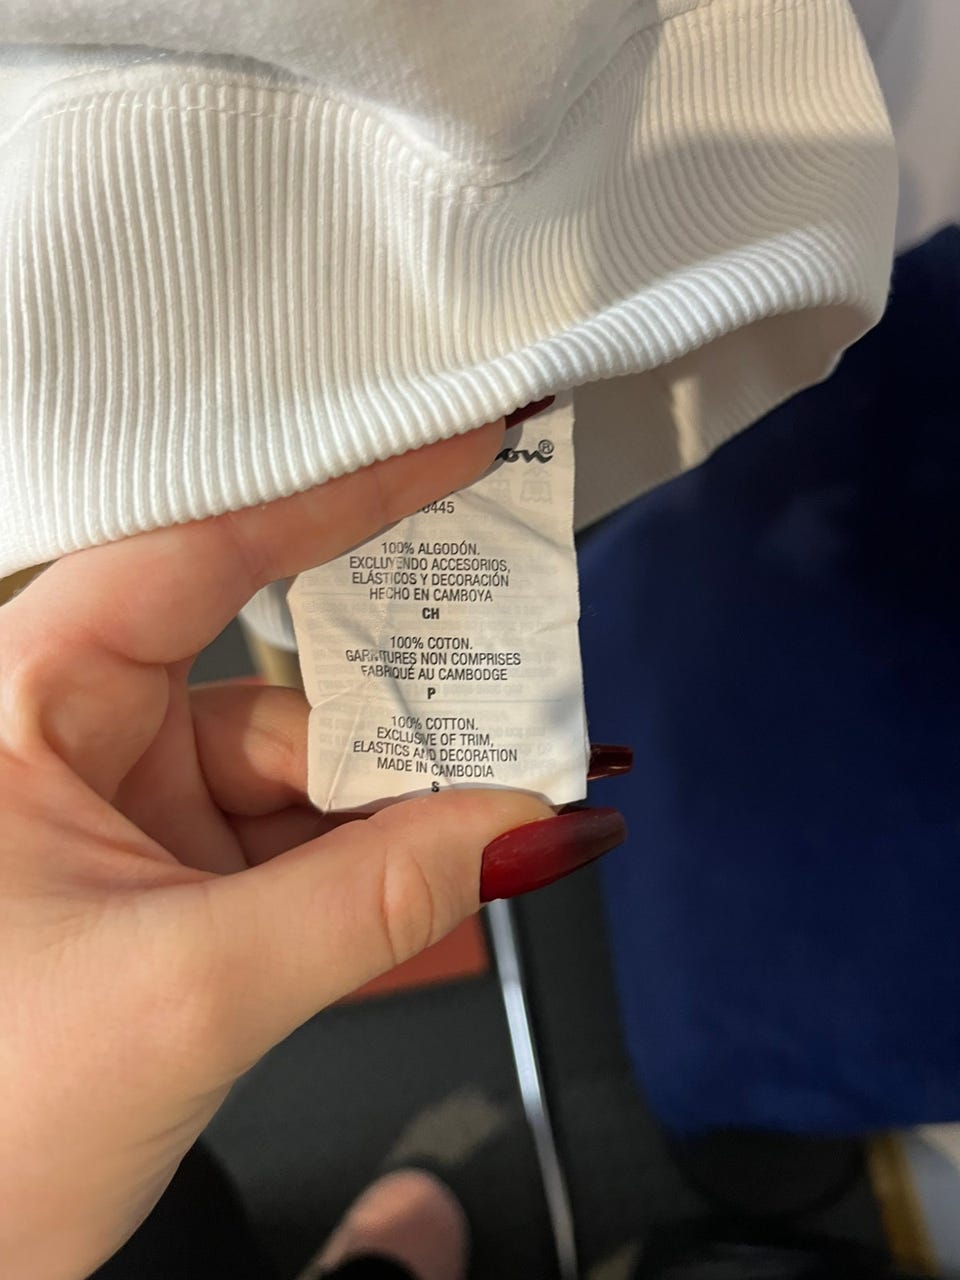 100% ALGODÓN.
EXCLUYENDO ACCESORIOS,
ELÁSTICOS Y DECORACIÓN
HECHO EN CAMBOYA
CH
100% COTON.
GARNITURES NON COMPRISES
FABRIQUÉ AU CAMBODGE
P
100% COTTON.
EXCLUSIVE OF TRIM,
ELASTICS AND DECORATION
MADE IN CAMBODIA
S